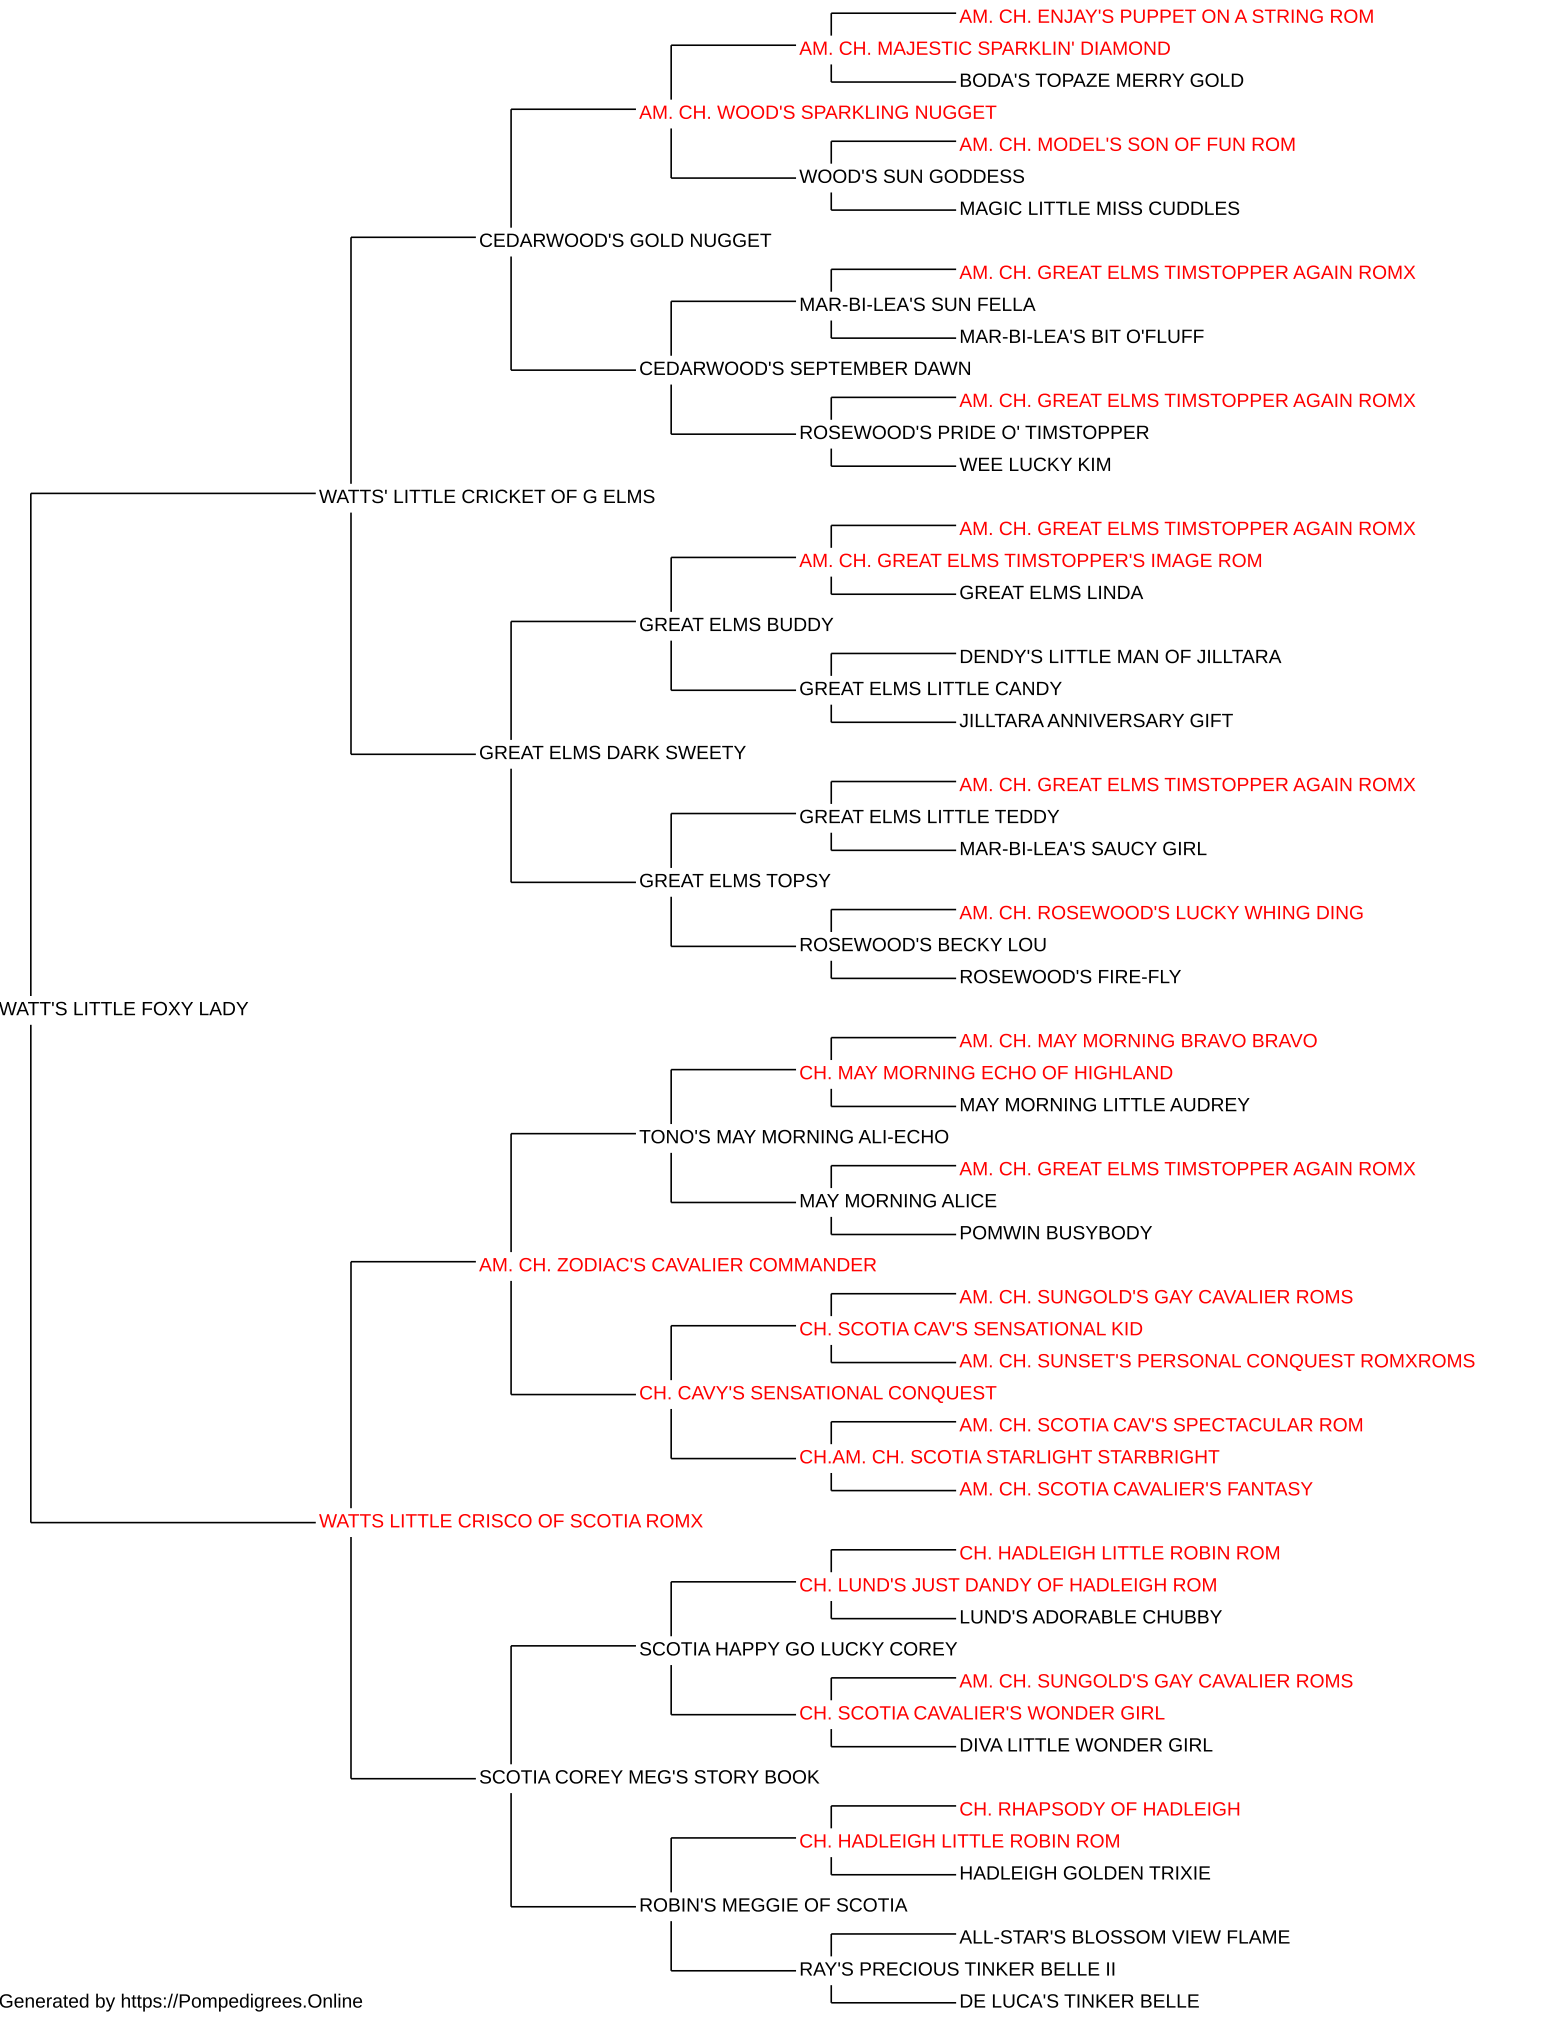 AM. CH. ENJAY'S PUPPET ON A STRING ROM
AM. CH. MAJESTIC SPARKLIN' DIAMOND
BODA'S TOPAZE MERRY GOLD
AM. CH. WOOD'S SPARKLING NUGGET
AM. CH. MODEL'S SON OF FUN ROM
WOOD'S SUN GODDESS
MAGIC LITTLE MISS CUDDLES
CEDARWOOD'S GOLD NUGGET
AM. CH. GREAT ELMS TIMSTOPPER AGAIN ROMX
MAR-BI-LEA'S SUN FELLA
MAR-BI-LEA'S BIT O'FLUFF
CEDARWOOD'S SEPTEMBER DAWN
AM. CH. GREAT ELMS TIMSTOPPER AGAIN ROMX
ROSEWOOD'S PRIDE O' TIMSTOPPER
WEE LUCKY KIM
WATTS' LITTLE CRICKET OF G ELMS
AM. CH. GREAT ELMS TIMSTOPPER AGAIN ROMX
AM. CH. GREAT ELMS TIMSTOPPER'S IMAGE ROM
GREAT ELMS LINDA
GREAT ELMS BUDDY
DENDY'S LITTLE MAN OF JILLTARA
GREAT ELMS LITTLE CANDY
JILLTARA ANNIVERSARY GIFT
GREAT ELMS DARK SWEETY
AM. CH. GREAT ELMS TIMSTOPPER AGAIN ROMX
GREAT ELMS LITTLE TEDDY
MAR-BI-LEA'S SAUCY GIRL
GREAT ELMS TOPSY
AM. CH. ROSEWOOD'S LUCKY WHING DING
ROSEWOOD'S BECKY LOU
ROSEWOOD'S FIRE-FLY
WATT'S LITTLE FOXY LADY
AM. CH. MAY MORNING BRAVO BRAVO
CH. MAY MORNING ECHO OF HIGHLAND
MAY MORNING LITTLE AUDREY
TONO'S MAY MORNING ALI-ECHO
AM. CH. GREAT ELMS TIMSTOPPER AGAIN ROMX
MAY MORNING ALICE
POMWIN BUSYBODY
AM. CH. ZODIAC'S CAVALIER COMMANDER
AM. CH. SUNGOLD'S GAY CAVALIER ROMS
CH. SCOTIA CAV'S SENSATIONAL KID
AM. CH. SUNSET'S PERSONAL CONQUEST ROMXROMS
CH. CAVY'S SENSATIONAL CONQUEST
AM. CH. SCOTIA CAV'S SPECTACULAR ROM
CH.AM. CH. SCOTIA STARLIGHT STARBRIGHT
AM. CH. SCOTIA CAVALIER'S FANTASY
WATTS LITTLE CRISCO OF SCOTIA ROMX
CH. HADLEIGH LITTLE ROBIN ROM
CH. LUND'S JUST DANDY OF HADLEIGH ROM
LUND'S ADORABLE CHUBBY
SCOTIA HAPPY GO LUCKY COREY
AM. CH. SUNGOLD'S GAY CAVALIER ROMS
CH. SCOTIA CAVALIER'S WONDER GIRL
DIVA LITTLE WONDER GIRL
SCOTIA COREY MEG'S STORY BOOK
CH. RHAPSODY OF HADLEIGH
CH. HADLEIGH LITTLE ROBIN ROM
HADLEIGH GOLDEN TRIXIE
ROBIN'S MEGGIE OF SCOTIA
ALL-STAR'S BLOSSOM VIEW FLAME
RAY'S PRECIOUS TINKER BELLE II
DE LUCA'S TINKER BELLE
Generated by https://Pompedigrees.Online